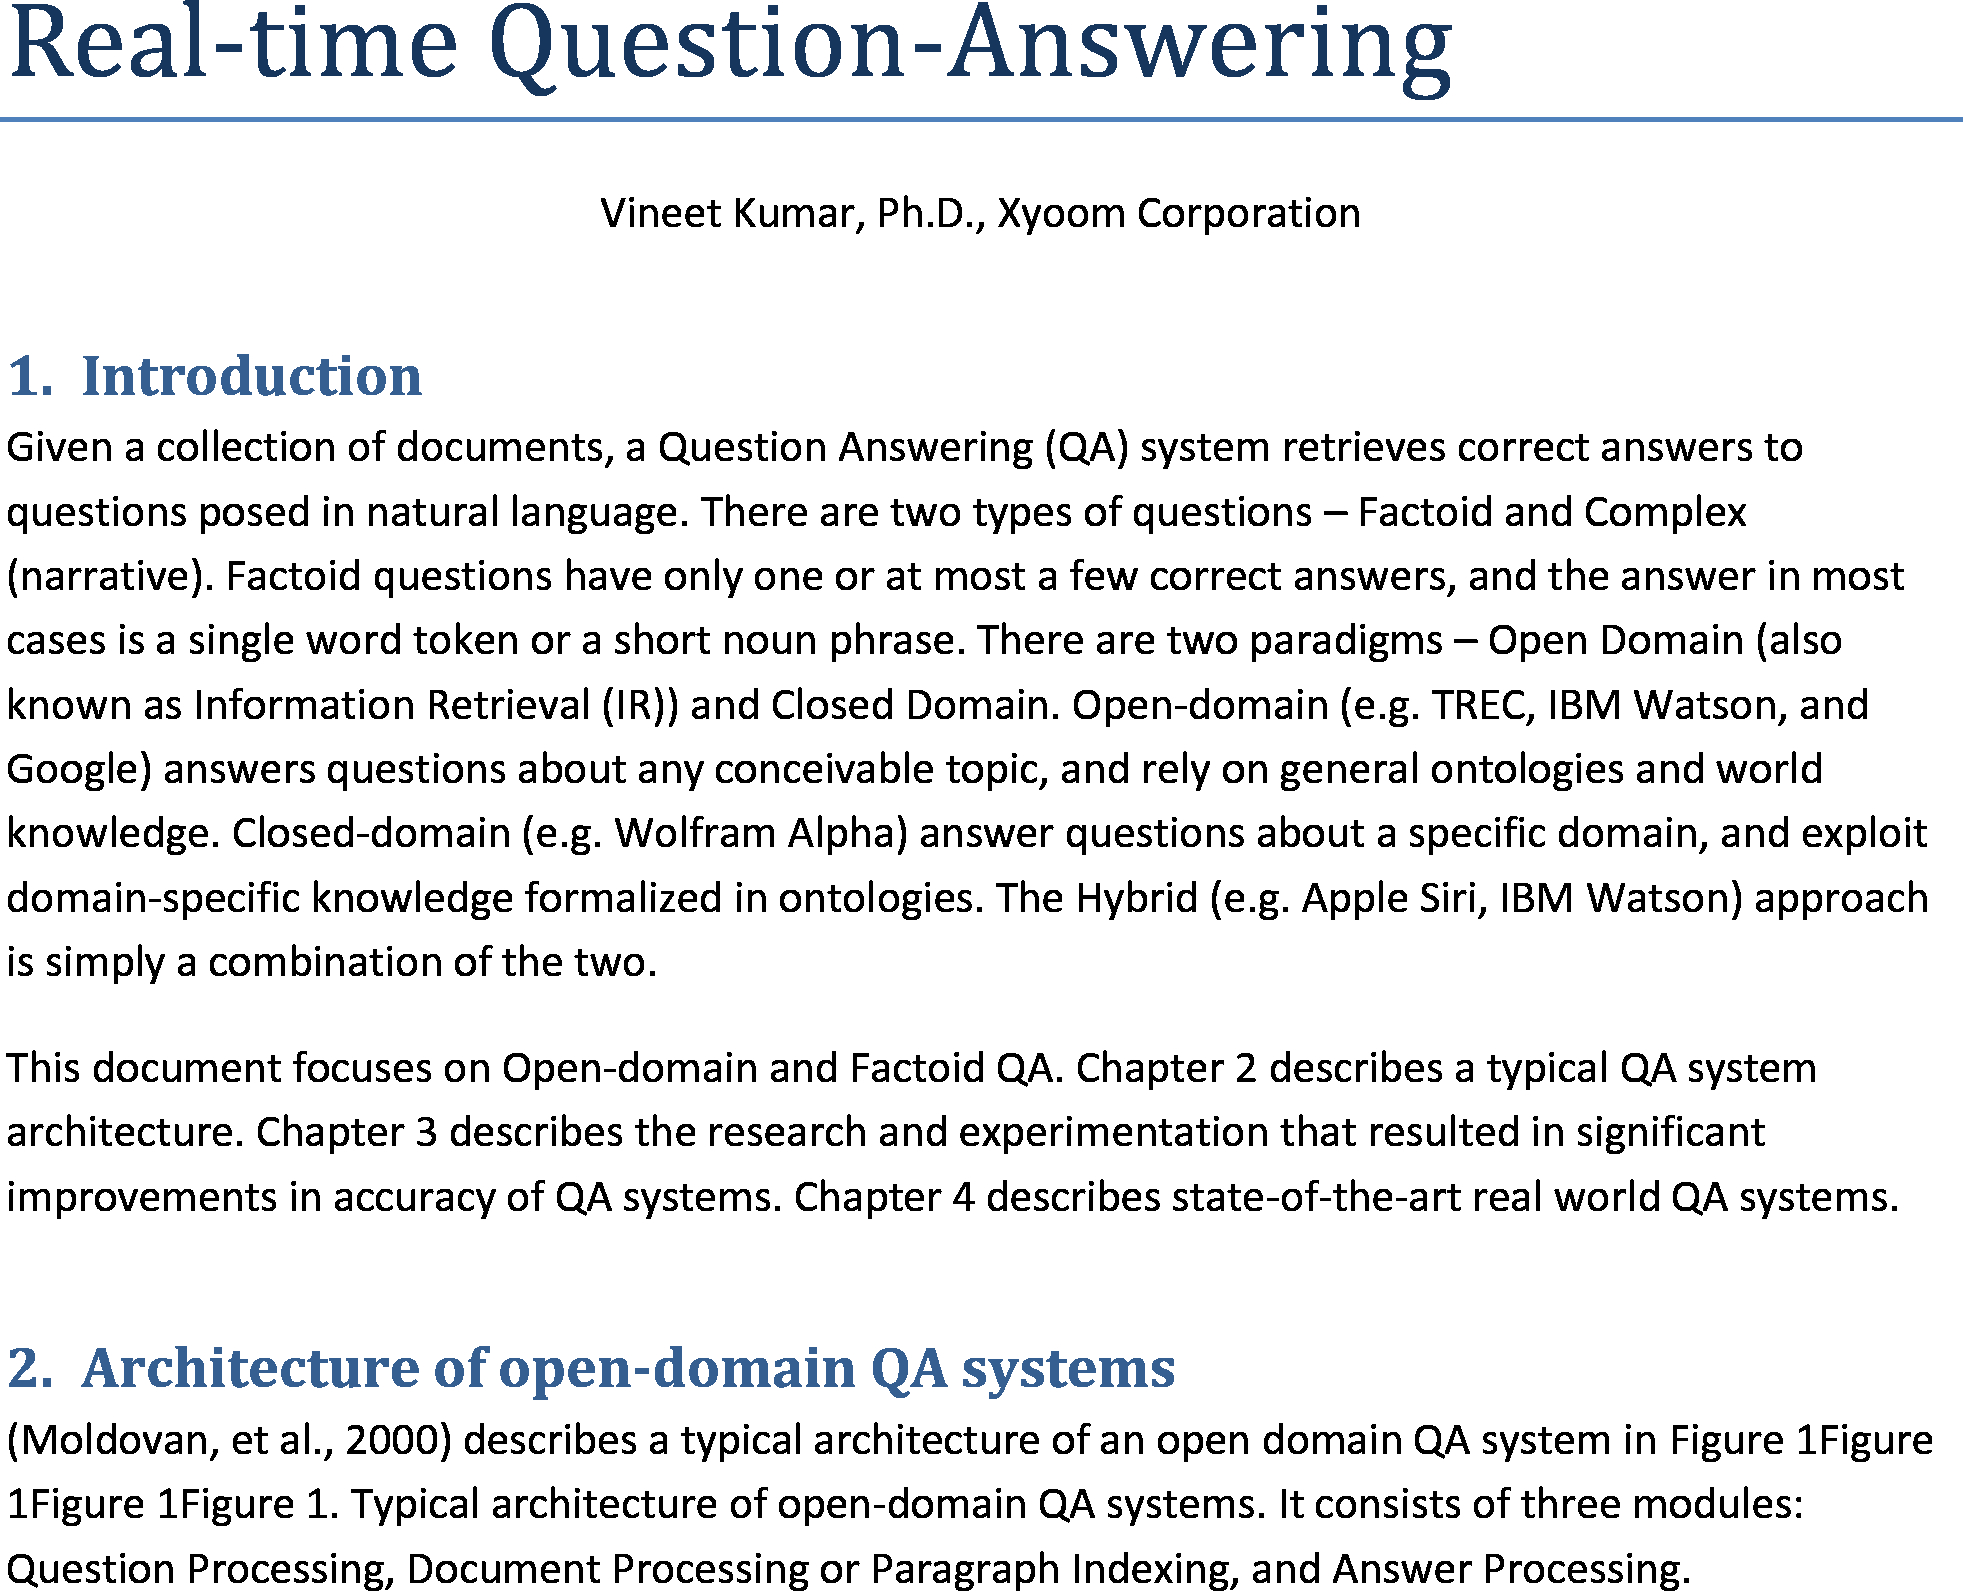 Real-time Question-Answering
Vineet Kumar, Ph.D., Xyoom Corporation
1. Introduction
Given a collection of documents, a Question Answering (QA) system retrieves correct answers to
questions posed in natural language. There are two types of questions – Factoid and Complex
(narrative). Factoid questions have only one or at most a few correct answers, and the answer in most
cases is a single word token or a short noun phrase. There are two paradigms – Open Domain (also
known as Information Retrieval (IR)) and Closed Domain. Open-domain (e.g. TREC, IBM Watson, and
Google) answers questions about any conceivable topic, and rely on general ontologies and world
knowledge. Closed-domain (e.g. Wolfram Alpha) answer questions about a specific domain, and exploit
domain-specific knowledge formalized in ontologies. The Hybrid (e.g. Apple Siri, IBM Watson) approach
is simply a combination of the two.
This document focuses on Open-domain and Factoid QA. Chapter 2 describes a typical QA system
architecture. Chapter 3 describes the research and experimentation that resulted in significant
improvements in accuracy of QA systems. Chapter 4 describes state-of-the-art real world QA systems.
2. Architecture of open-domain QA systems
(Moldovan, et al., 2000) describes a typical architecture of an open domain QA system in Figure 1Figure
1Figure 1Figure 1. Typical architecture of open-domain QA systems. It consists of three modules:
Question Processing, Document Processing or Paragraph Indexing, and Answer Processing.